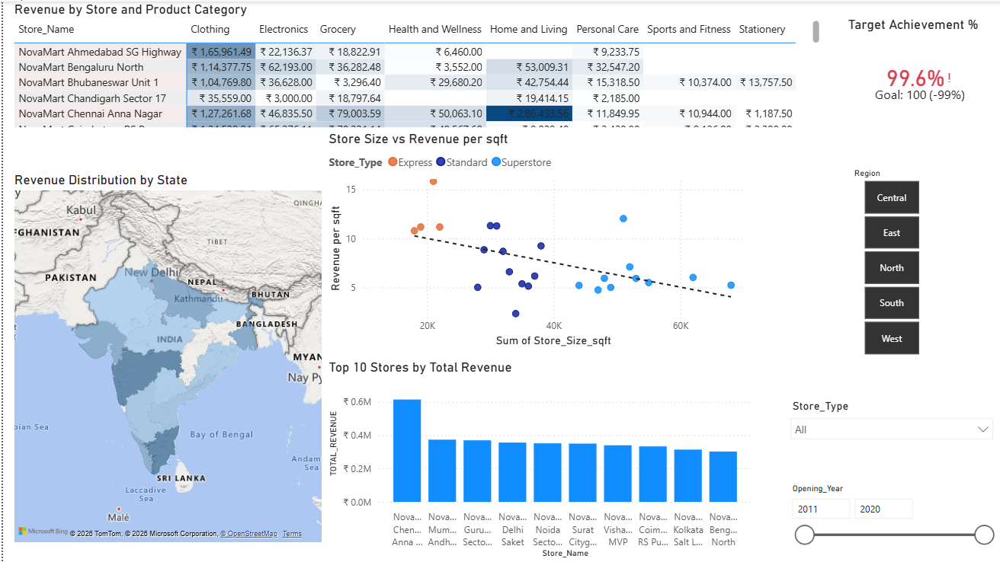 Revenue by Store and Product Category
Store_Name Clothing Electronics Grocery Health and Wellness Home and Living Personal Care Sports and Fitness Stationery
NovaMart Ahmedabad SG Highway ₹ 1,65,961.49 ₹ 22,136.37 ₹ 18,822.91 ₹ 6,460.00 ₹ 9,233.75
NovaMart Bengaluru North ₹ 1,14,377.75 ₹ 62,193.00 ₹ 36,282.48 ₹ 3,552.00 ₹ 53,009.31 ₹ 32,547.20
NovaMart Bhubaneswar Unit 1 ₹ 1,04,769.80 ₹ 36,628.00 ₹ 3,296.40 ₹ 29,680.20 ₹ 42,754.44 ₹ 15,318.50 ₹ 10,374.00 ₹ 13,757.50
NovaMart Chandigarh Sector 17 ₹ 35,559.00 ₹ 3,000.00 ₹ 18,797.64 ₹ 19,414.15 ₹ 2,185.00
NovaMart Chennai Anna Nagar ₹ 1,27,261.68 ₹ 46,835.50 ₹ 79,003.59 ₹ 50,063.10 ₹ 2,86,433.56 ₹ 11,849.95 ₹ 10,944.00 ₹ 1,187.50
Target Achievement %
99.6%!
Goal: 100 (-99%)
Revenue Distribution by State
Kabul
QINGH
GHANISTAN
TIBET
PAKISTAN
New Delhi
NEPAL
Kathmandu
BHUTAN
BANGLADESH
INDIA
MYAN
Nay Py
bian Sea
Bay of Bengal
Andam
Sea
SRI LANKA
Laccadive
Sea
Malé
Microsoft Bing © 2026 TomTom, © 2026 Microsoft Corporation, © OpenStreetMap Terms
Store Size vs Revenue per sqft
Store_Type Express Standard Superstore
Revenue per sqft
15
10
5
20K 40K 60K
Sum of Store_Size_sqft
Top 10 Stores by Total Revenue
TOTAL_REVENUE
₹ 0.6M
₹ 0.4M
₹ 0.2M
₹ 0.0M
Nova... Nova... Nova... Nova... Nova... Nova... Nova... Nova... Nova... Nova...
Chen... Mum... Guru... Delhi Noida Surat Visha... Coim... Kolkata Beng...
Anna ... Andh... Secto... Saket Secto... Cityg... MVP RS Pu... Salt L... North
Store_Name
Region
Central
East
North
South
West
Store_Type
All
Opening_Year
2011 2020